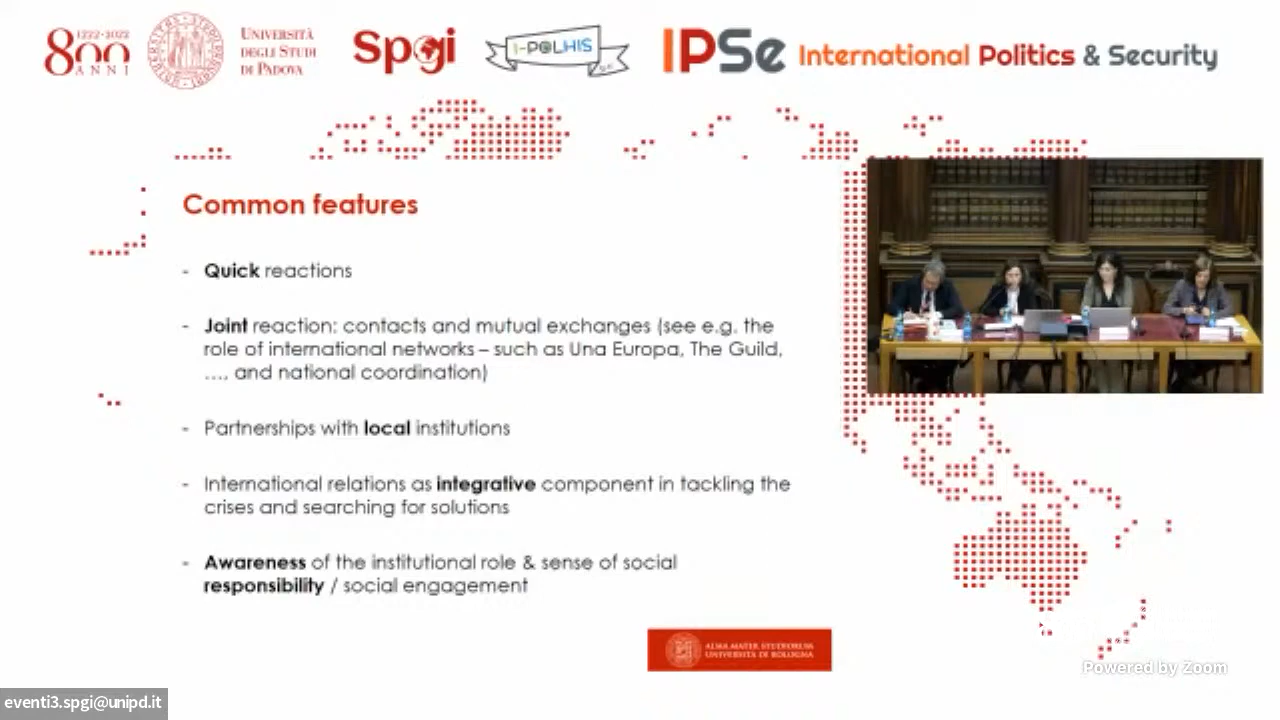 1222·2022
800
ANNI
UNIVERSITÀ
DEGLI STUDI
DI PADOVA
Spgi
I-POLHIS
IPSe International Politics & Security
Common features
- Quick reactions
- Joint reaction: contacts and mutual exchanges (see e.g. the
role of international networks – such as Una Europa, The Guild,
…, and national coordination)
- Partnerships with local institutions
- International relations as integrative component in tackling the
crises and searching for solutions
- Awareness of the institutional role & sense of social
responsibility / social engagement
ALMA MATER STUDIORUM
UNIVERSITÀ DI BOLOGNA
Powered by Zoom
eventi3.spgi@unipd.it